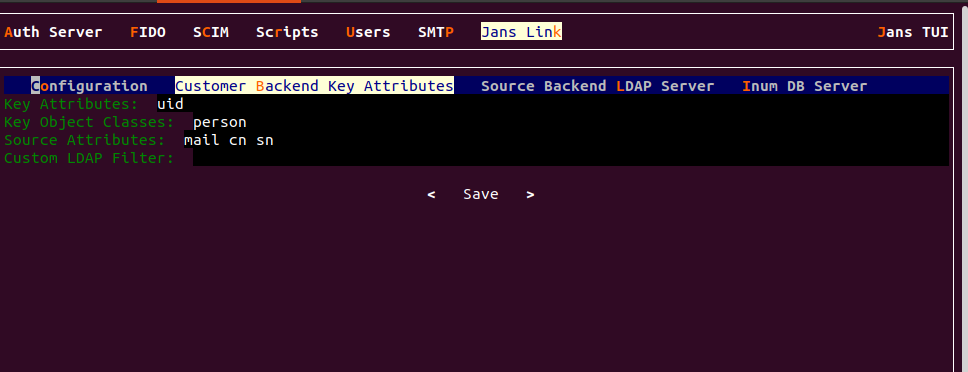 Auth Server FIDO SCIM Scripts Users SMTP Jans Link Jans TUI
Configuration Customer Backend Key Attributes Source Backend LDAP Server Inum DB Server
Key Attributes: uid
Key Object Classes: person
Source Attributes: mail cn sn
Custom LDAP Filter:
< Save >